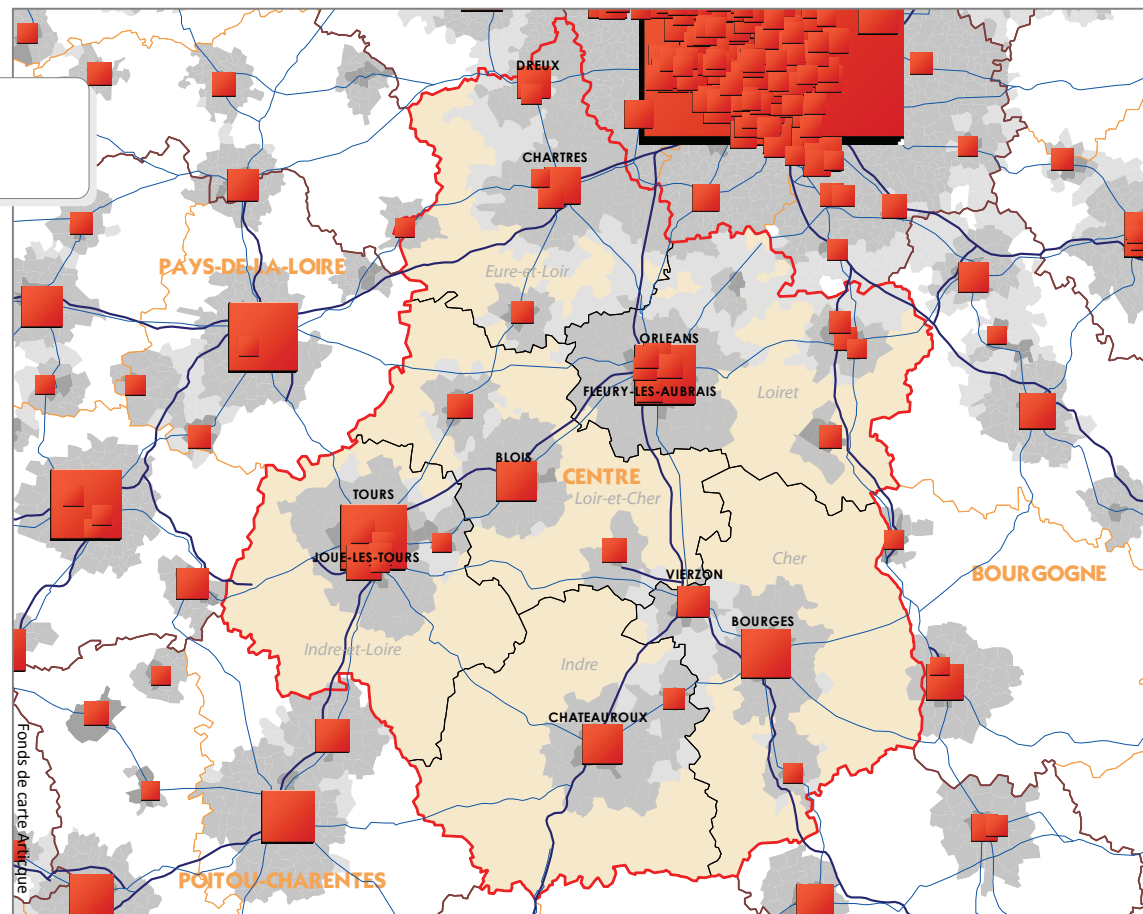 DREUX
CHARTRES
PAYS-DE-LA-LOIRE
Eure-et-Loir
ORLEANS
FLEURY-LES-AUBRAIS
Loiret
BLOIS
CENTRE
Loir-et-Cher
TOURS
JOUE-LES-TOURS
Cher
VIERZON
BOURGOGNE
BOURGES
Indre-et-Loire
Indre
CHATEAUROUX
POITOU-CHARENTES
Fonds de carte Articque